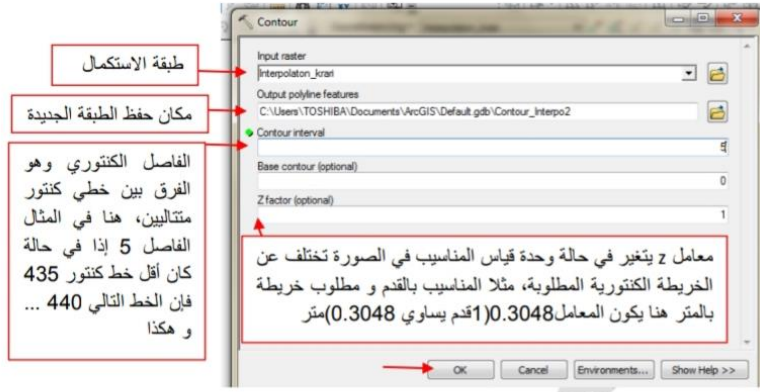 Contour
Input raster
طبقة الاستكمال
Interpolaton_krari
Output polyline features
مكان حفظ الطبقة الجديدة
C:\Users\TOSHIBA\Documents\ArcGIS\Default.gdb\Contour_Interpo2
Contour interval
5
الفاصل الكنتوري وهو
الفرق بين خطي كنتور
متتاليين، هنا في المثال
الفاصل 5 إذا في حالة
كان أقل خط كنتور 435
فإن الخط التالي 440 ...
و هكذا
Base contour (optional)
0
Z factor (optional)
1
معامل z يتغير في حالة وحدة قياس المناسيب في الصورة تختلف عن
الخريطة الكنتورية المطلوبة، مثلا المناسيب بالقدم و مطلوب خريطة
بالمتر هنا يكون المعامل0.3048(1قدم يساوي 0.3048)متر
OK
Cancel
Environments...
Show Help >>